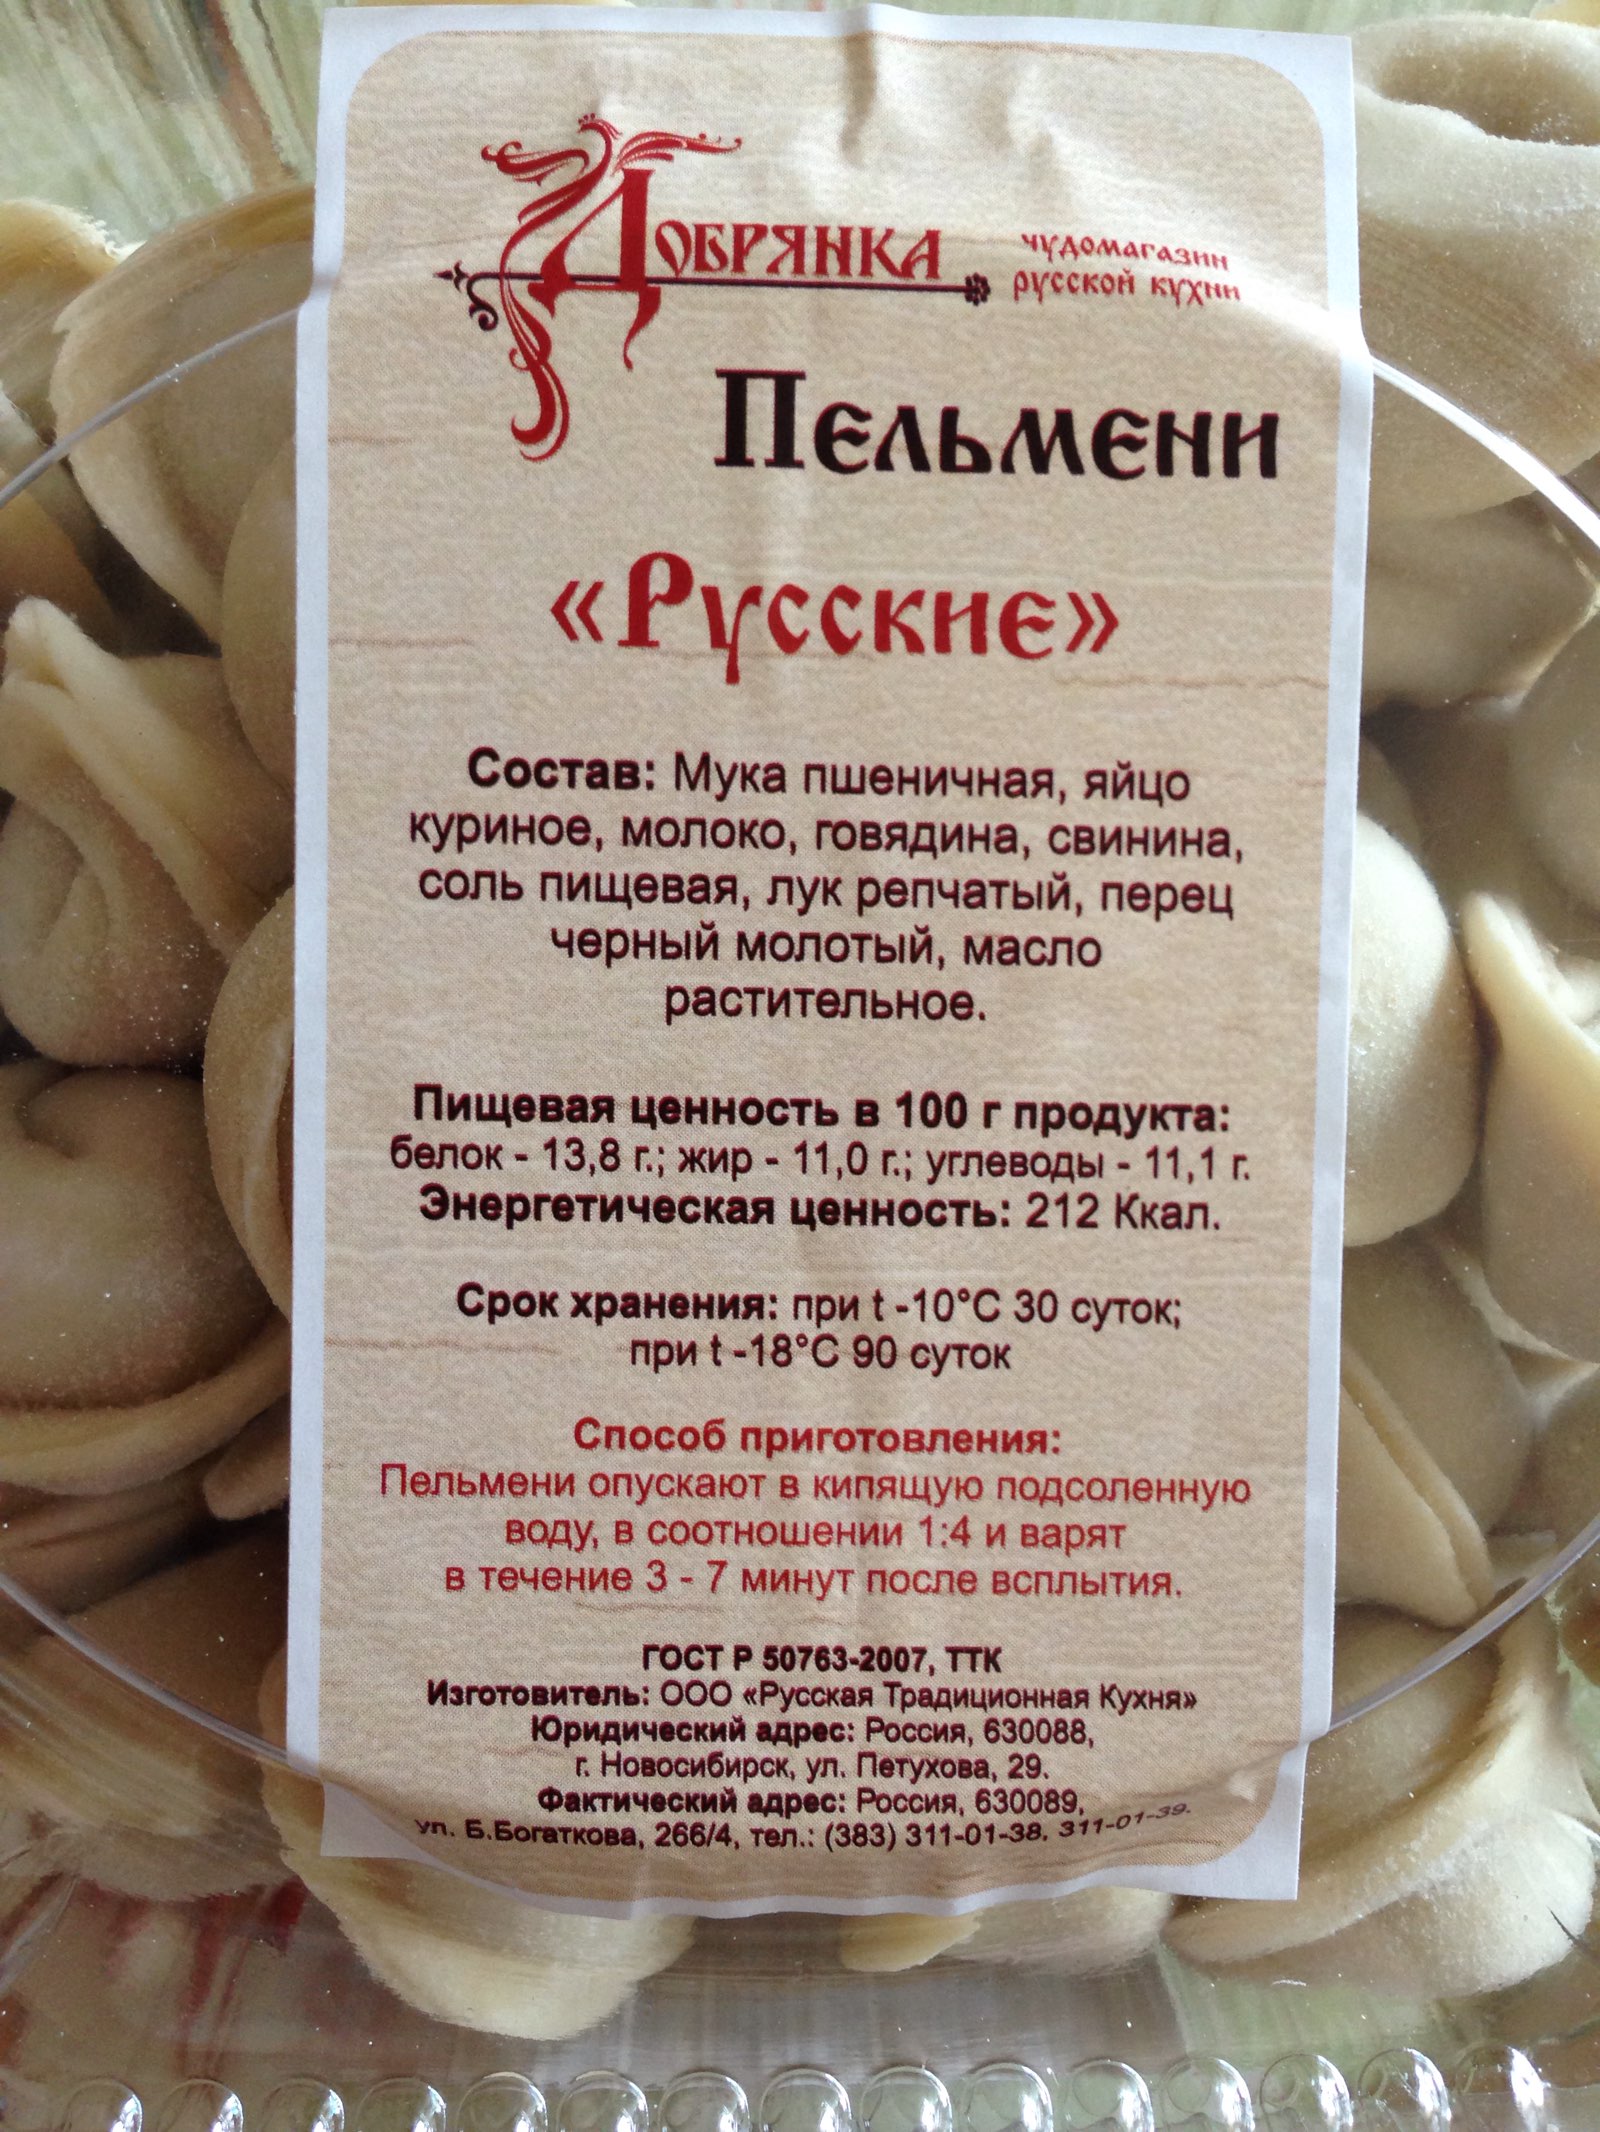 Добрянка
чудомагазин
русской кухни
Пельмени
«Русские»
Состав: Мука пшеничная, яйцо
куриное, молоко, говядина, свинина,
соль пищевая, лук репчатый, перец
черный молотый, масло
растительное.
Пищевая ценность в 100 г продукта:
белок - 13,8 г.; жир - 11,0 г.; углеводы - 11,1 г.
Энергетическая ценность: 212 Ккал.
Срок хранения: при t -10°С 30 суток;
при t -18°С 90 суток
Способ приготовления:
Пельмени опускают в кипящую подсоленную
воду, в соотношении 1:4 и варят
в течение 3 - 7 минут после всплытия.
ГОСТ Р 50763-2007, ТТК
Изготовитель: ООО «Русская Традиционная Кухня»
Юридический адрес: Россия, 630088,
г. Новосибирск, ул. Петухова, 29.
Фактический адрес: Россия, 630089,
ул. Б.Богаткова, 266/4, тел.: (383) 311-01-38, 311-01-39.